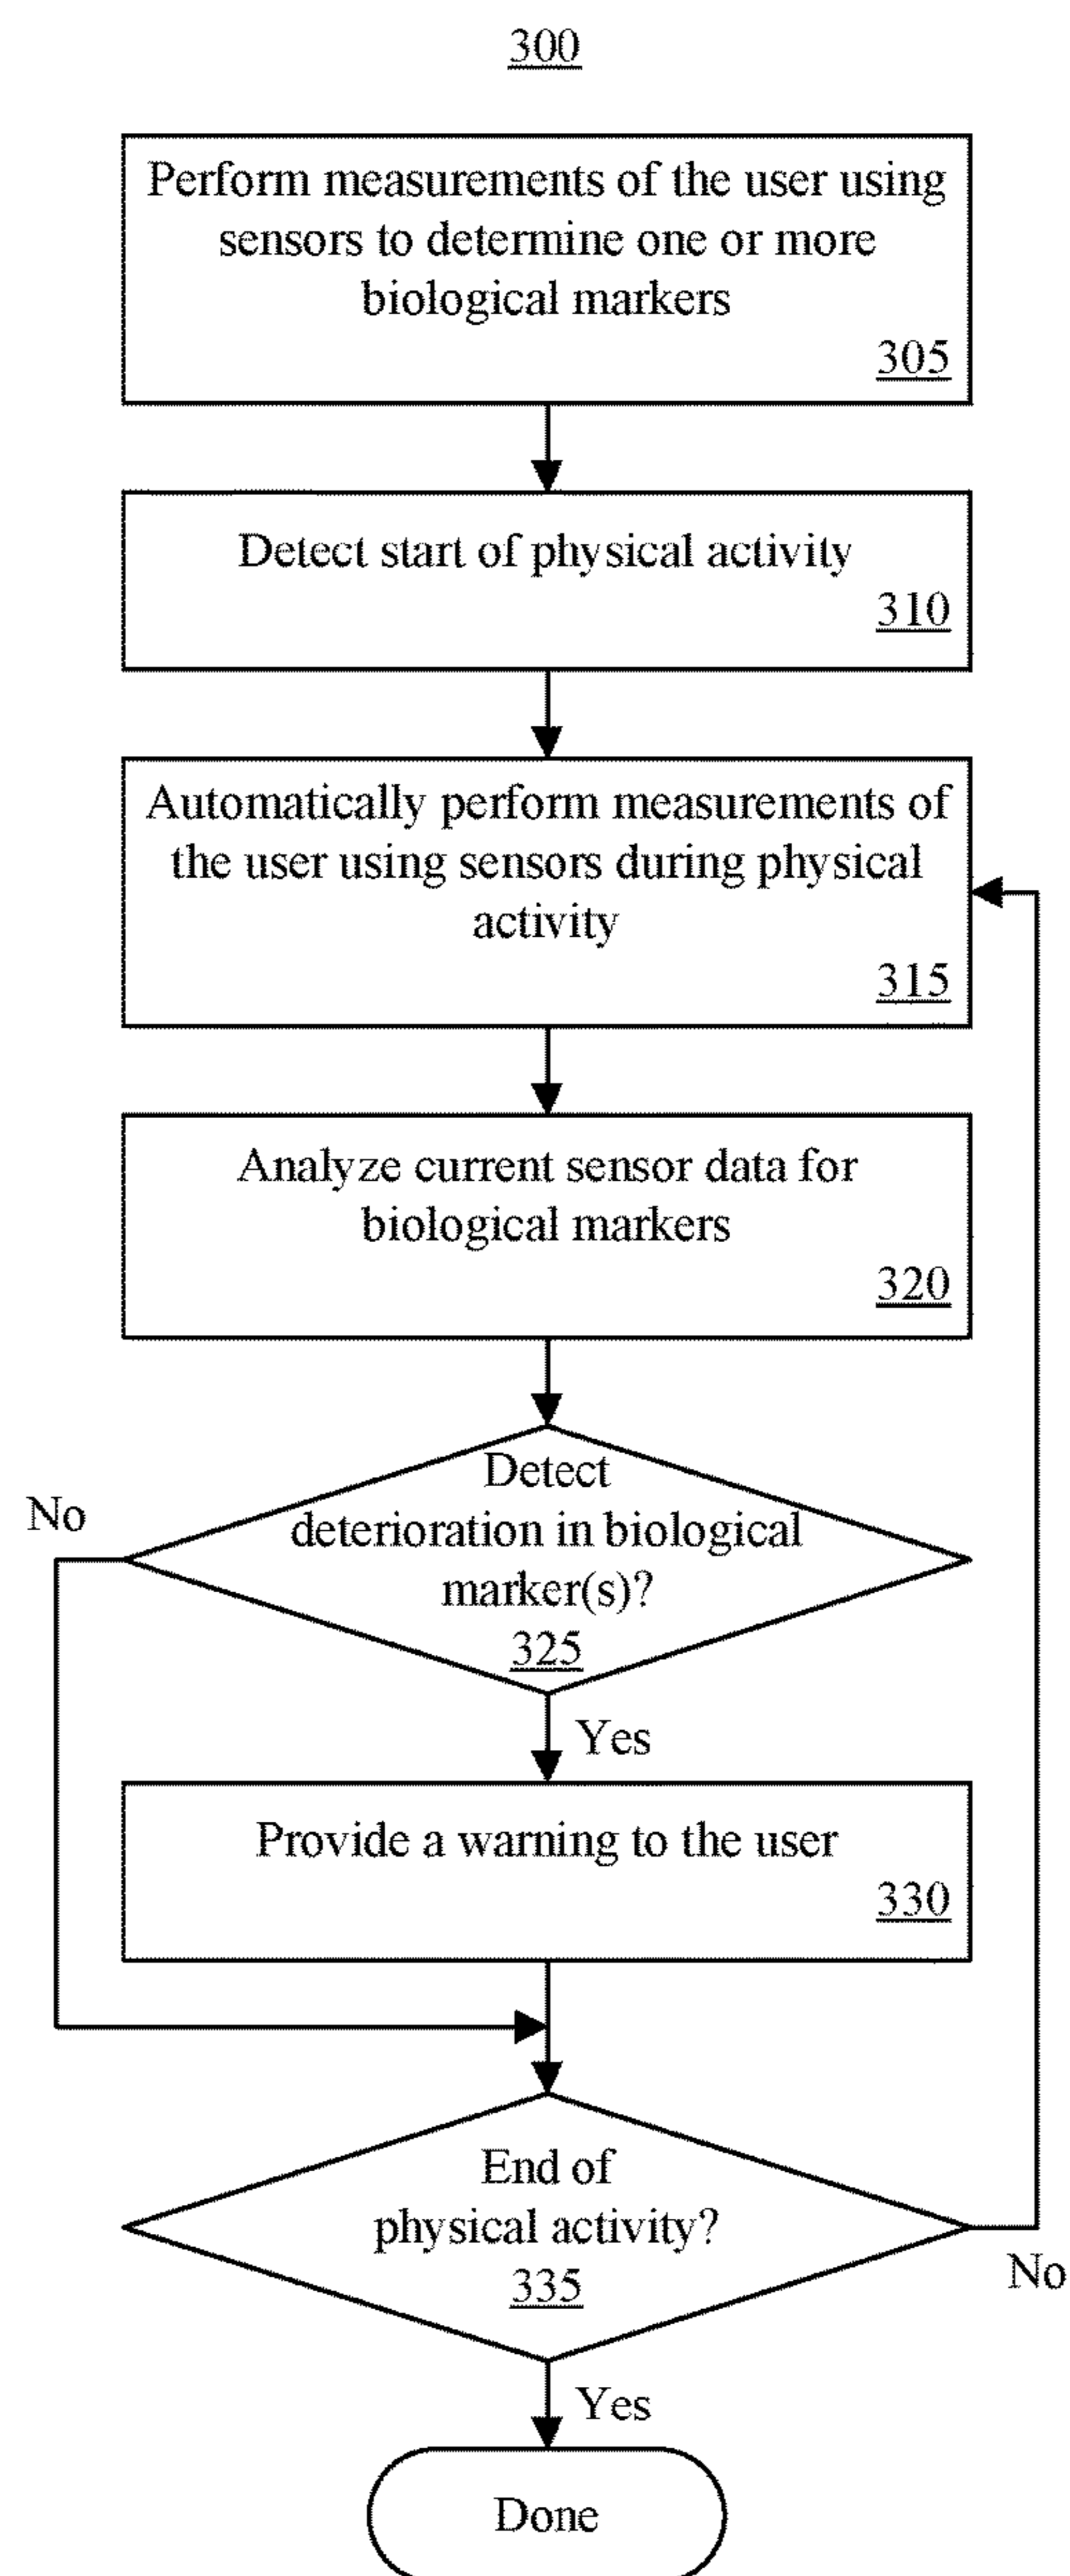 300
Perform measurements of the user using
sensors to determine one or more
biological markers
305
Detect start of physical activity
310
Automatically perform measurements of
the user using sensors during physical
activity
315
Analyze current sensor data for
biological markers
320
Detect
deterioration in biological
marker(s)?
325
No
Yes
Provide a warning to the user
330
End of
physical activity?
335
No
Yes
Done